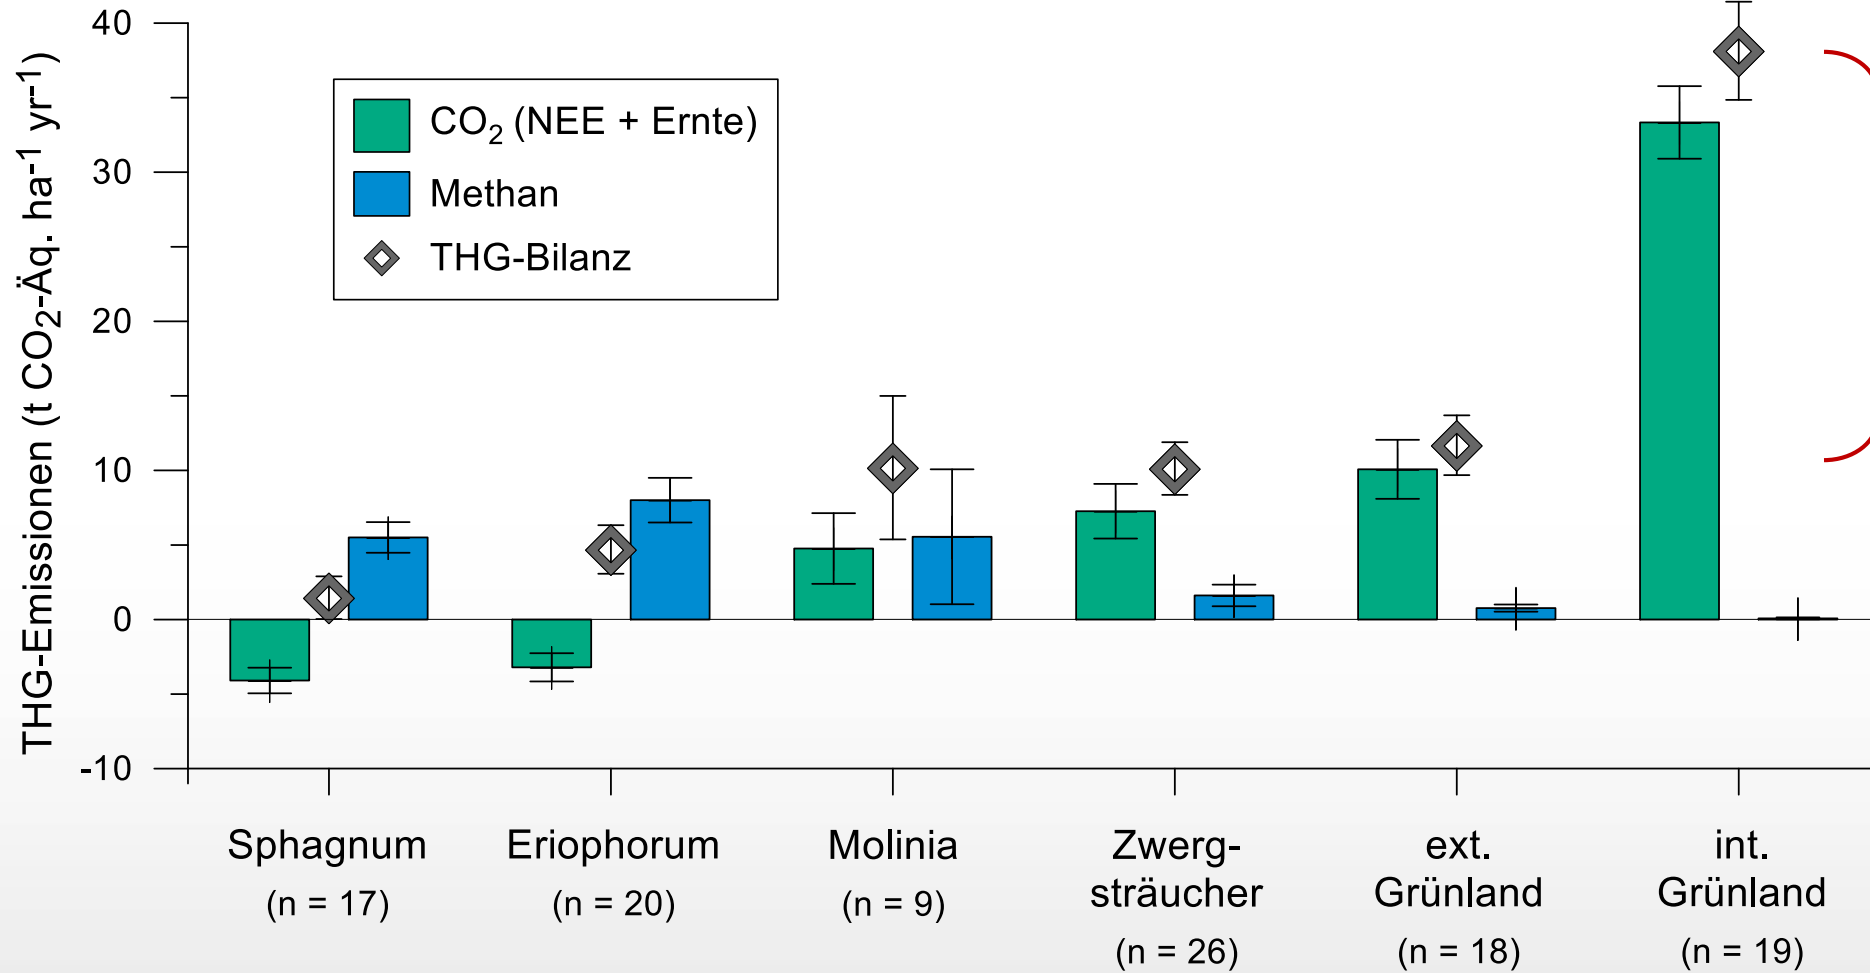 THG-Emissionen (t CO₂-Äq. ha⁻¹ yr⁻¹)
40
30
20
10
0
-10
CO₂ (NEE + Ernte)
Methan
THG-Bilanz
Sphagnum
(n = 17)
Eriophorum
(n = 20)
Molinia
(n = 9)
Zwerg-
sträucher
(n = 26)
ext.
Grünland
(n = 18)
int.
Grünland
(n = 19)